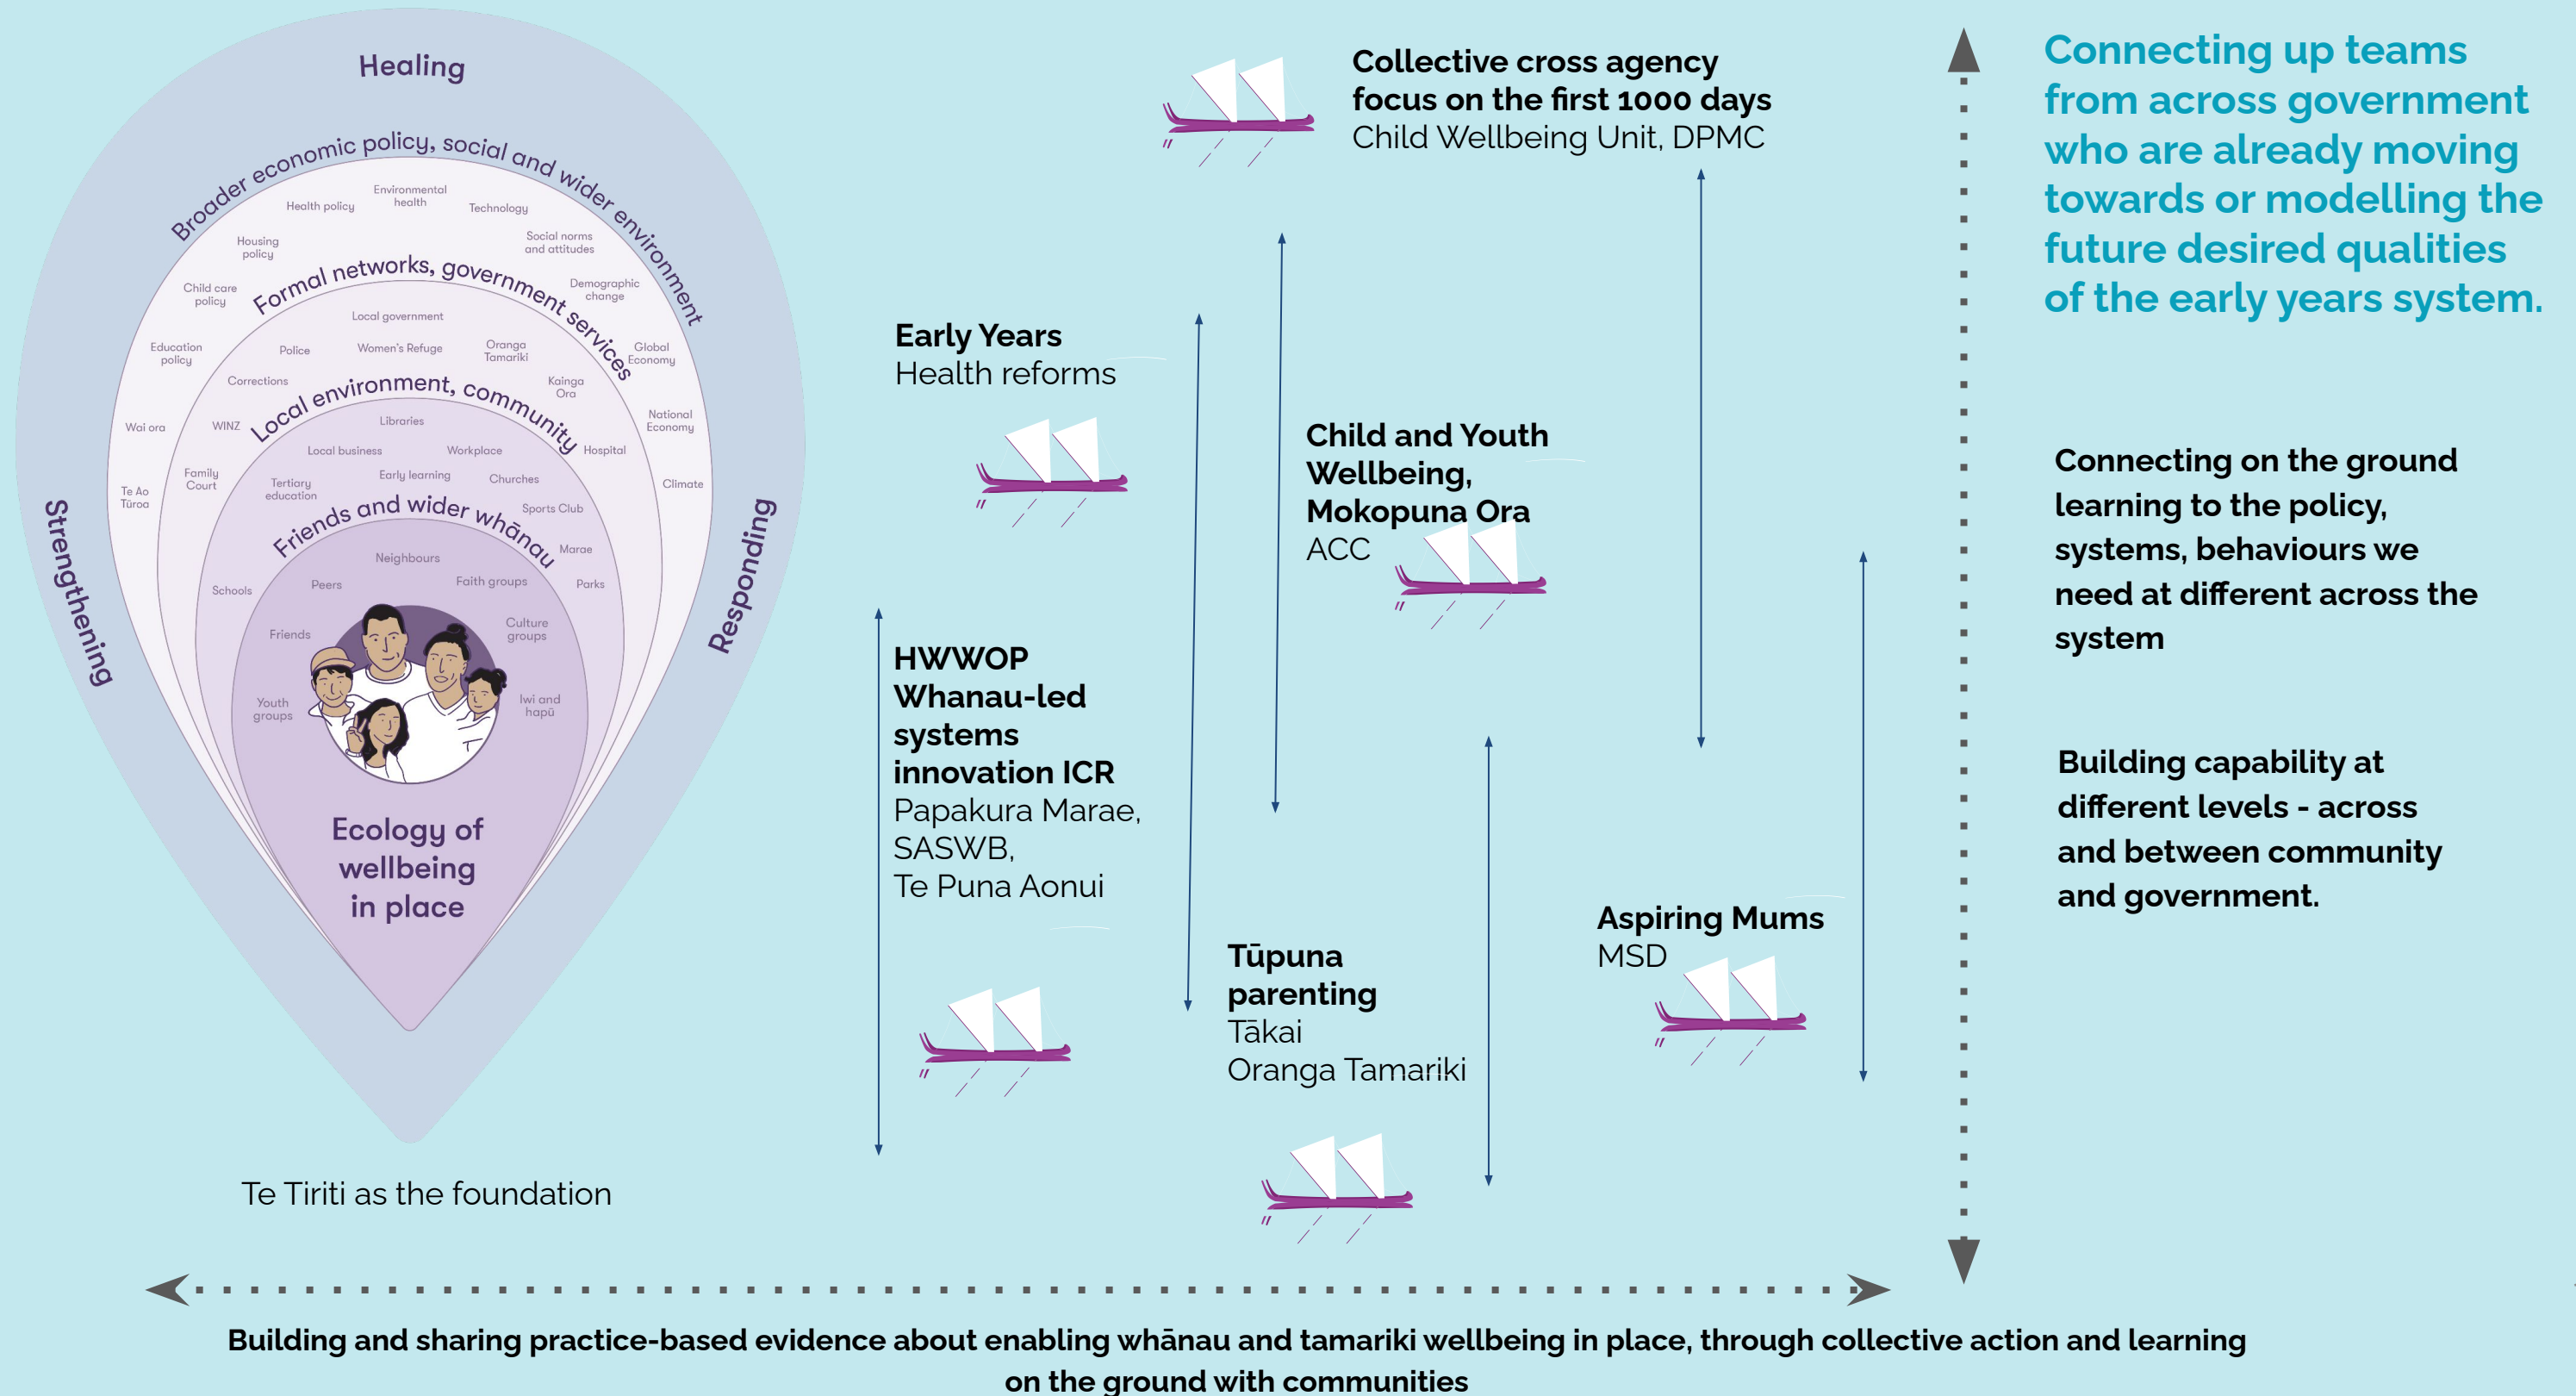 Healing
Strengthening
Responding
Broader economic policy, social and wider environment
Environmental
health
Health policy
Technology
Housing
policy
Social norms
and attitudes
Child care
policy
Demographic
change
Education
policy
Global
Economy
Wai ora
National
Economy
Te Ao
Tūroa
Climate
Formal networks, government services
Local government
Police
Women's Refuge
Oranga
Tamariki
Corrections
Kainga
Ora
WINZ
Hospital
Family
Court
Local environment, community
Libraries
Local business
Workplace
Early learning
Churches
Tertiary
education
Sports Club
Marae
Schools
Parks
Friends and wider whānau
Neighbours
Peers
Faith groups
Friends
Culture
groups
Youth
groups
Iwi and
hapū
Ecology of
wellbeing
in place
Te Tiriti as the foundation
Collective cross agency
focus on the first 1000 days
Child Wellbeing Unit, DPMC
Early Years
Health reforms
Child and Youth
Wellbeing,
Mokopuna Ora
ACC
HWWOP
Whanau-led
systems
innovation ICR
Papakura Marae,
SASWB,
Te Puna Aonui
Tūpuna
parenting
Tākai
Oranga Tamariki
Aspiring Mums
MSD
Connecting up teams
from across government
who are already moving
towards or modelling the
future desired qualities
of the early years system.
Connecting on the ground
learning to the policy,
systems, behaviours we
need at different across the
system
Building capability at
different levels - across
and between community
and government.
Building and sharing practice-based evidence about enabling whānau and tamariki wellbeing in place, through collective action and learning
on the ground with communities